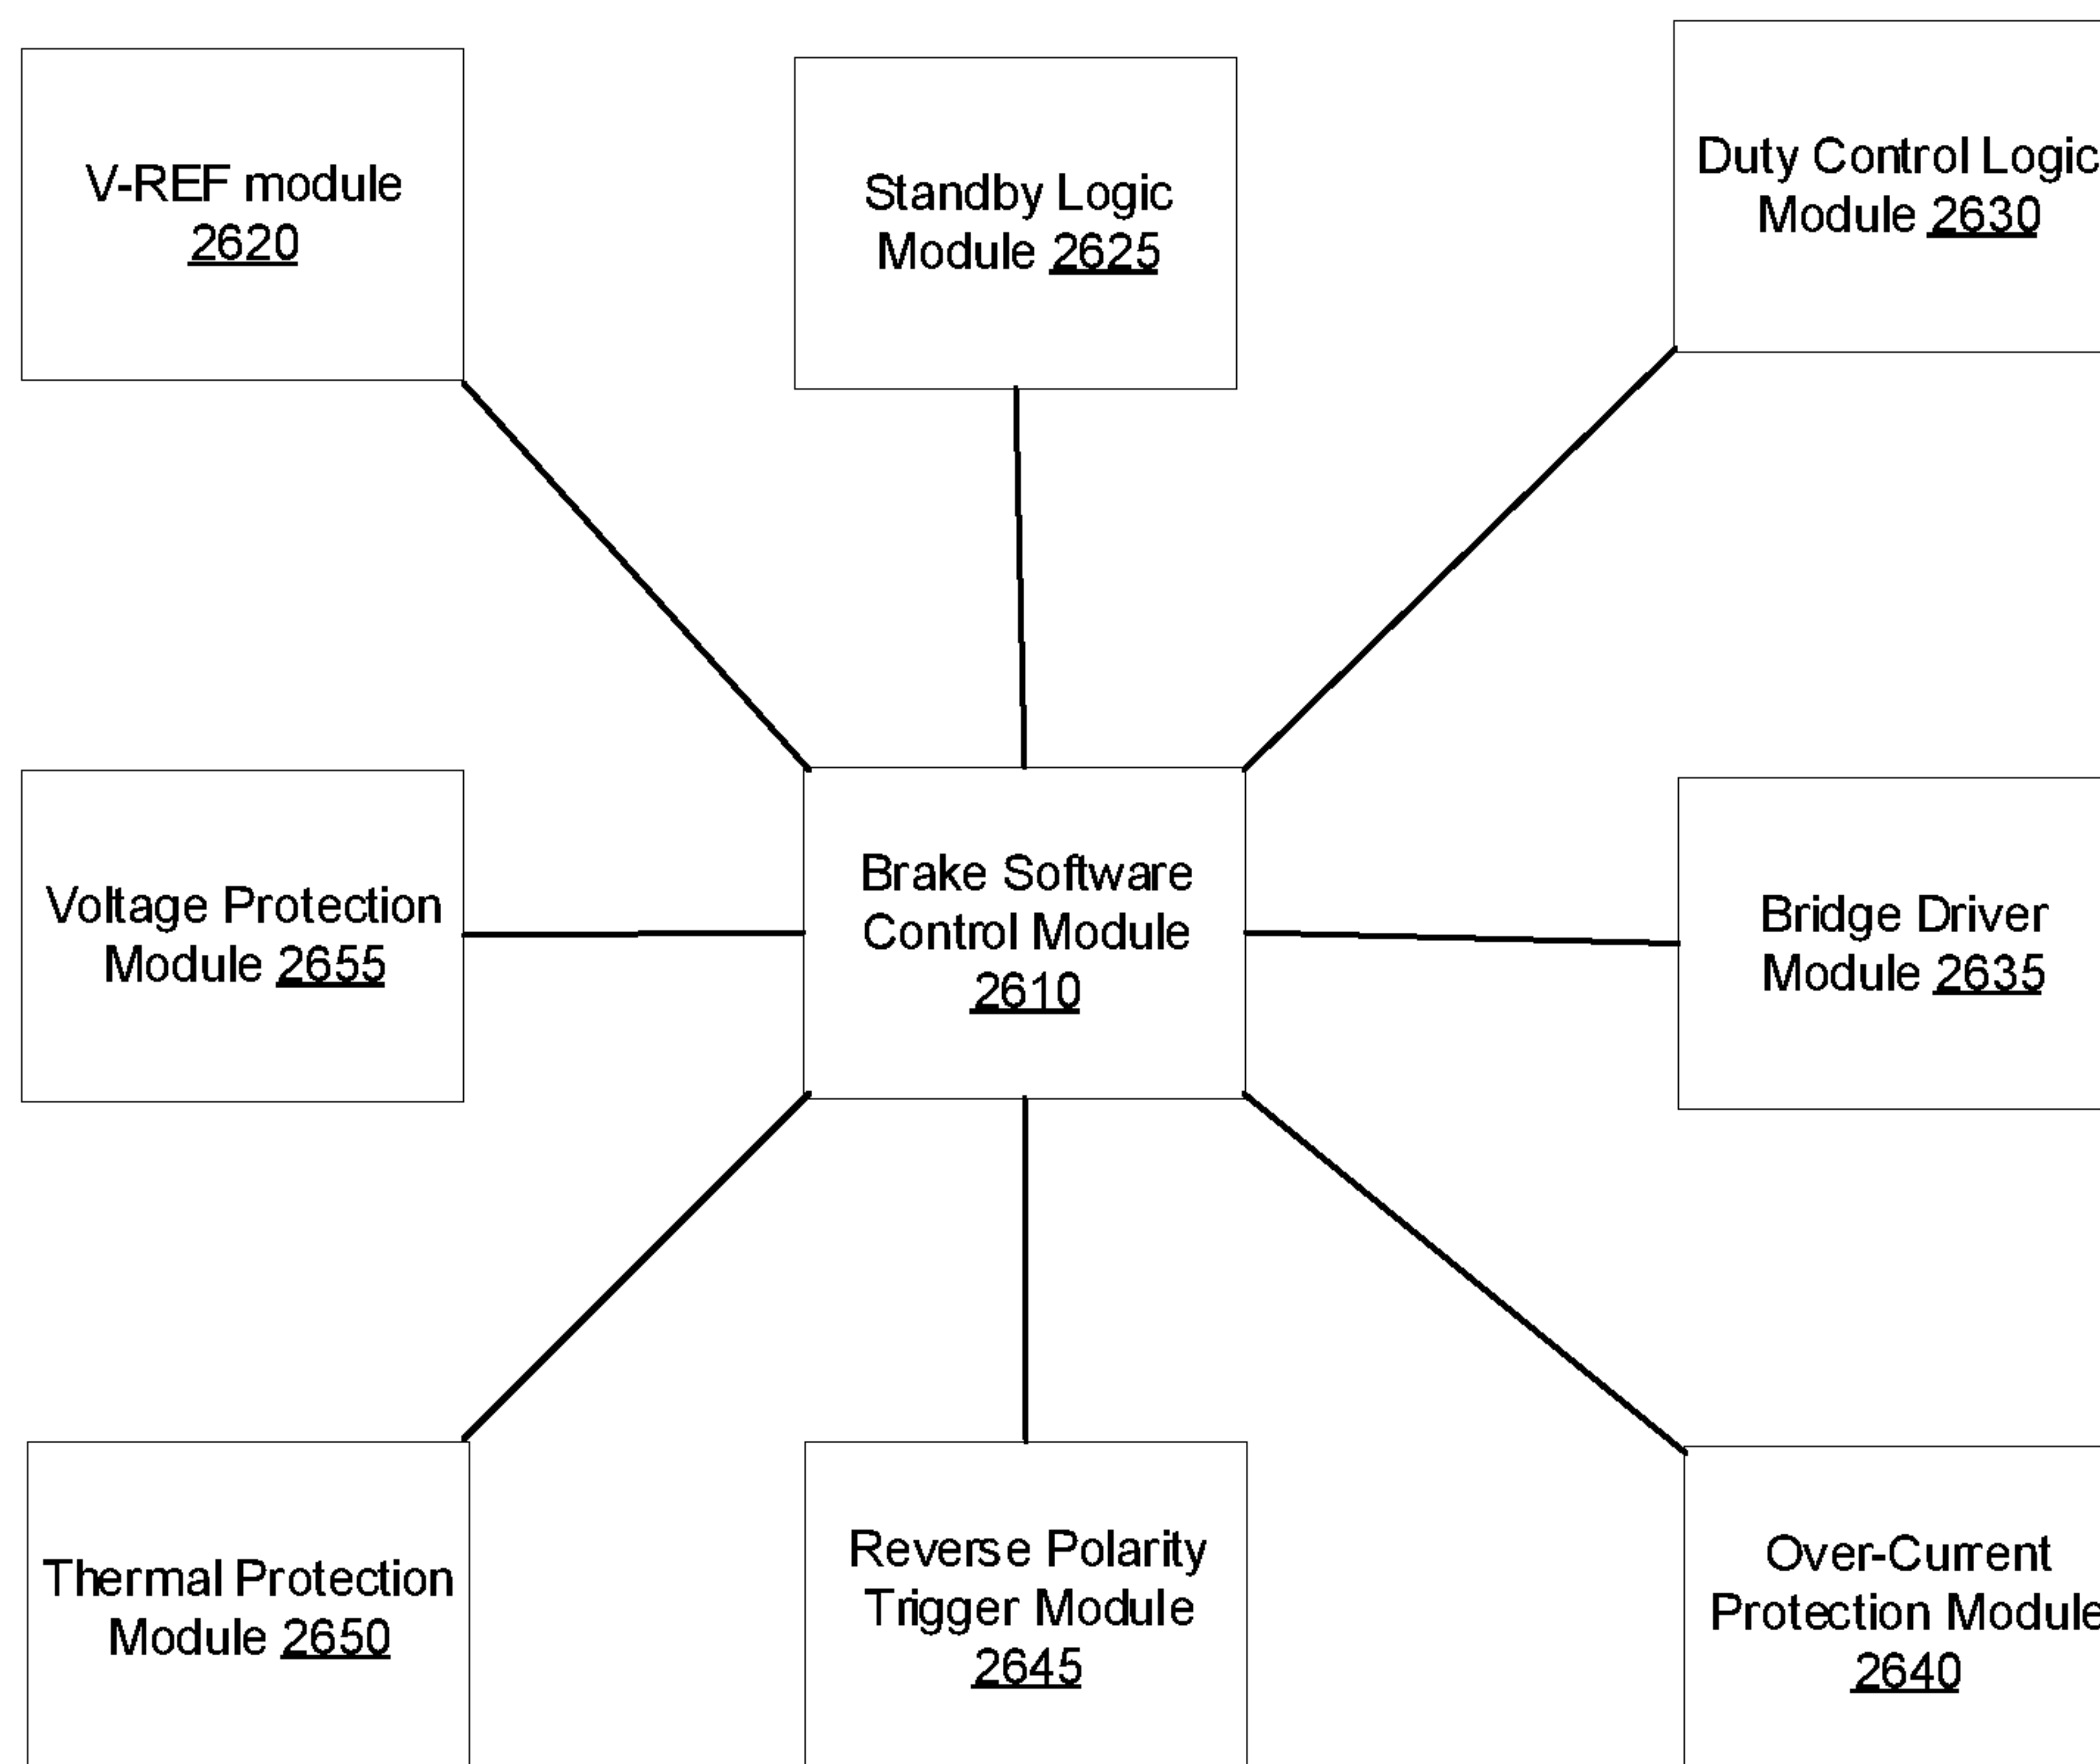 V-REF module
2620
Standby Logic
Module 2625
Duty Control Logic
Module 2630
Voltage Protection
Module 2655
Brake Software
Control Module
2610
Bridge Driver
Module 2635
Thermal Protection
Module 2650
Reverse Polarity
Trigger Module
2645
Over-Current
Protection Module
2640